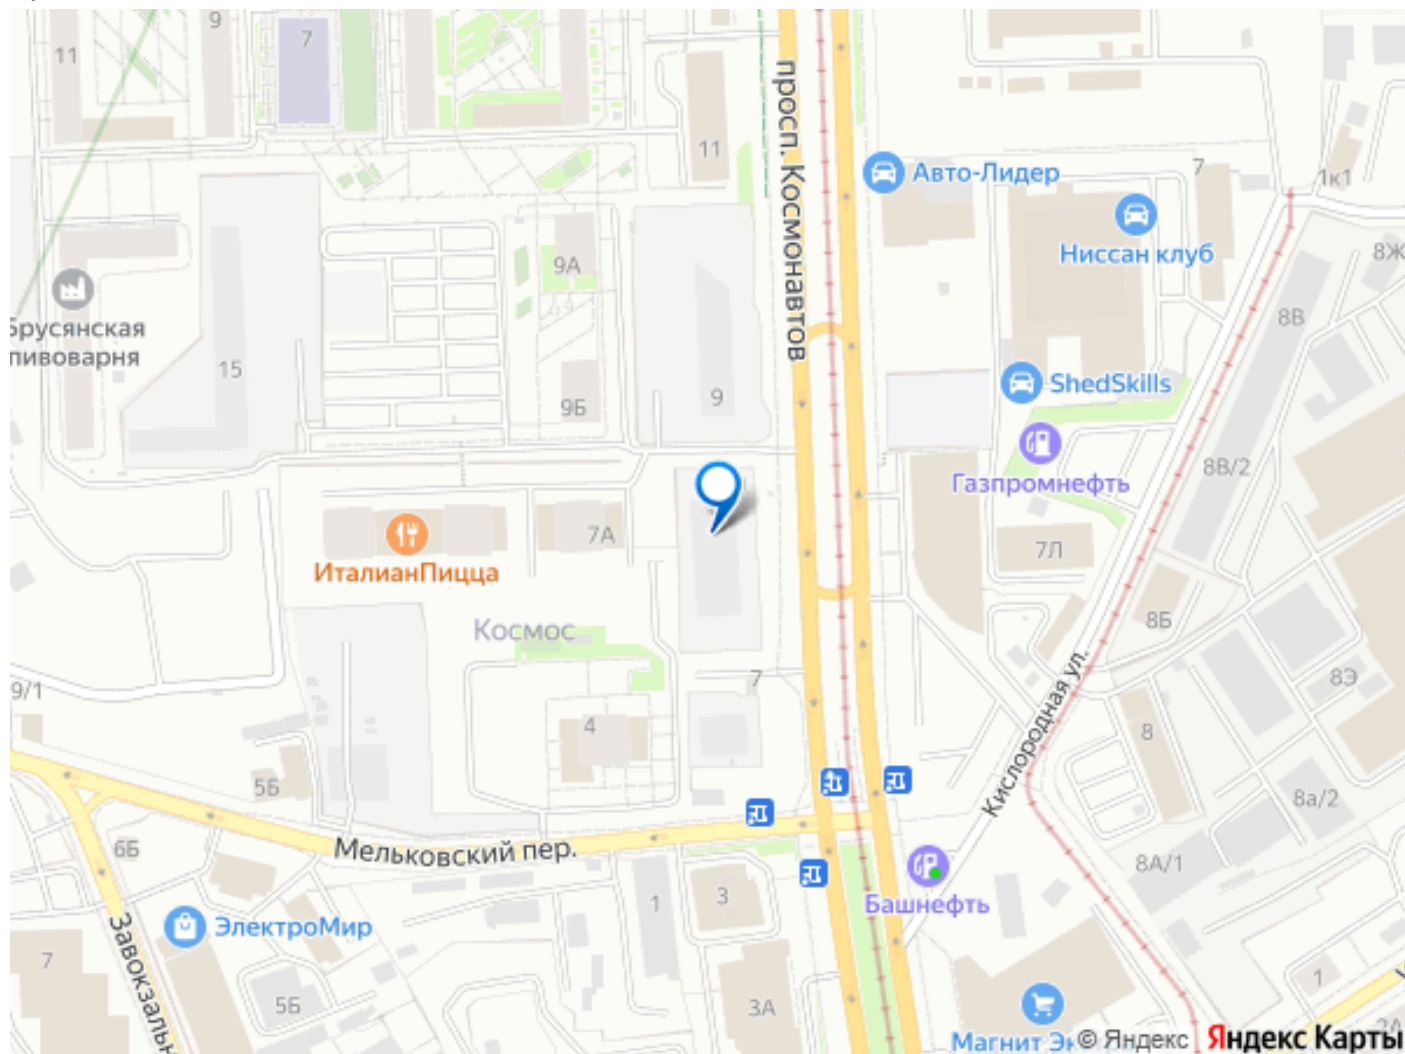 9
7
11
11
просп. Космонавтов
Авто-Лидер
7
1к1
Ниссан клуб
8Ж
9А
Брусянская
пивоварня
8В
15
ShedSkills
9Б
9
8В/2
Газпромнефть
7А
7Л
ИталианПицца
Космос
8Б
9/1
7
8Э
Кислородная ул.
4
8
5Б
8а/2
Мельковский пер.
6Б
8А/1
Башнефть
1
3
ЭлектроМир
7
5Б
3А
1
Магнит
© Яндекс
Яндекс Карты